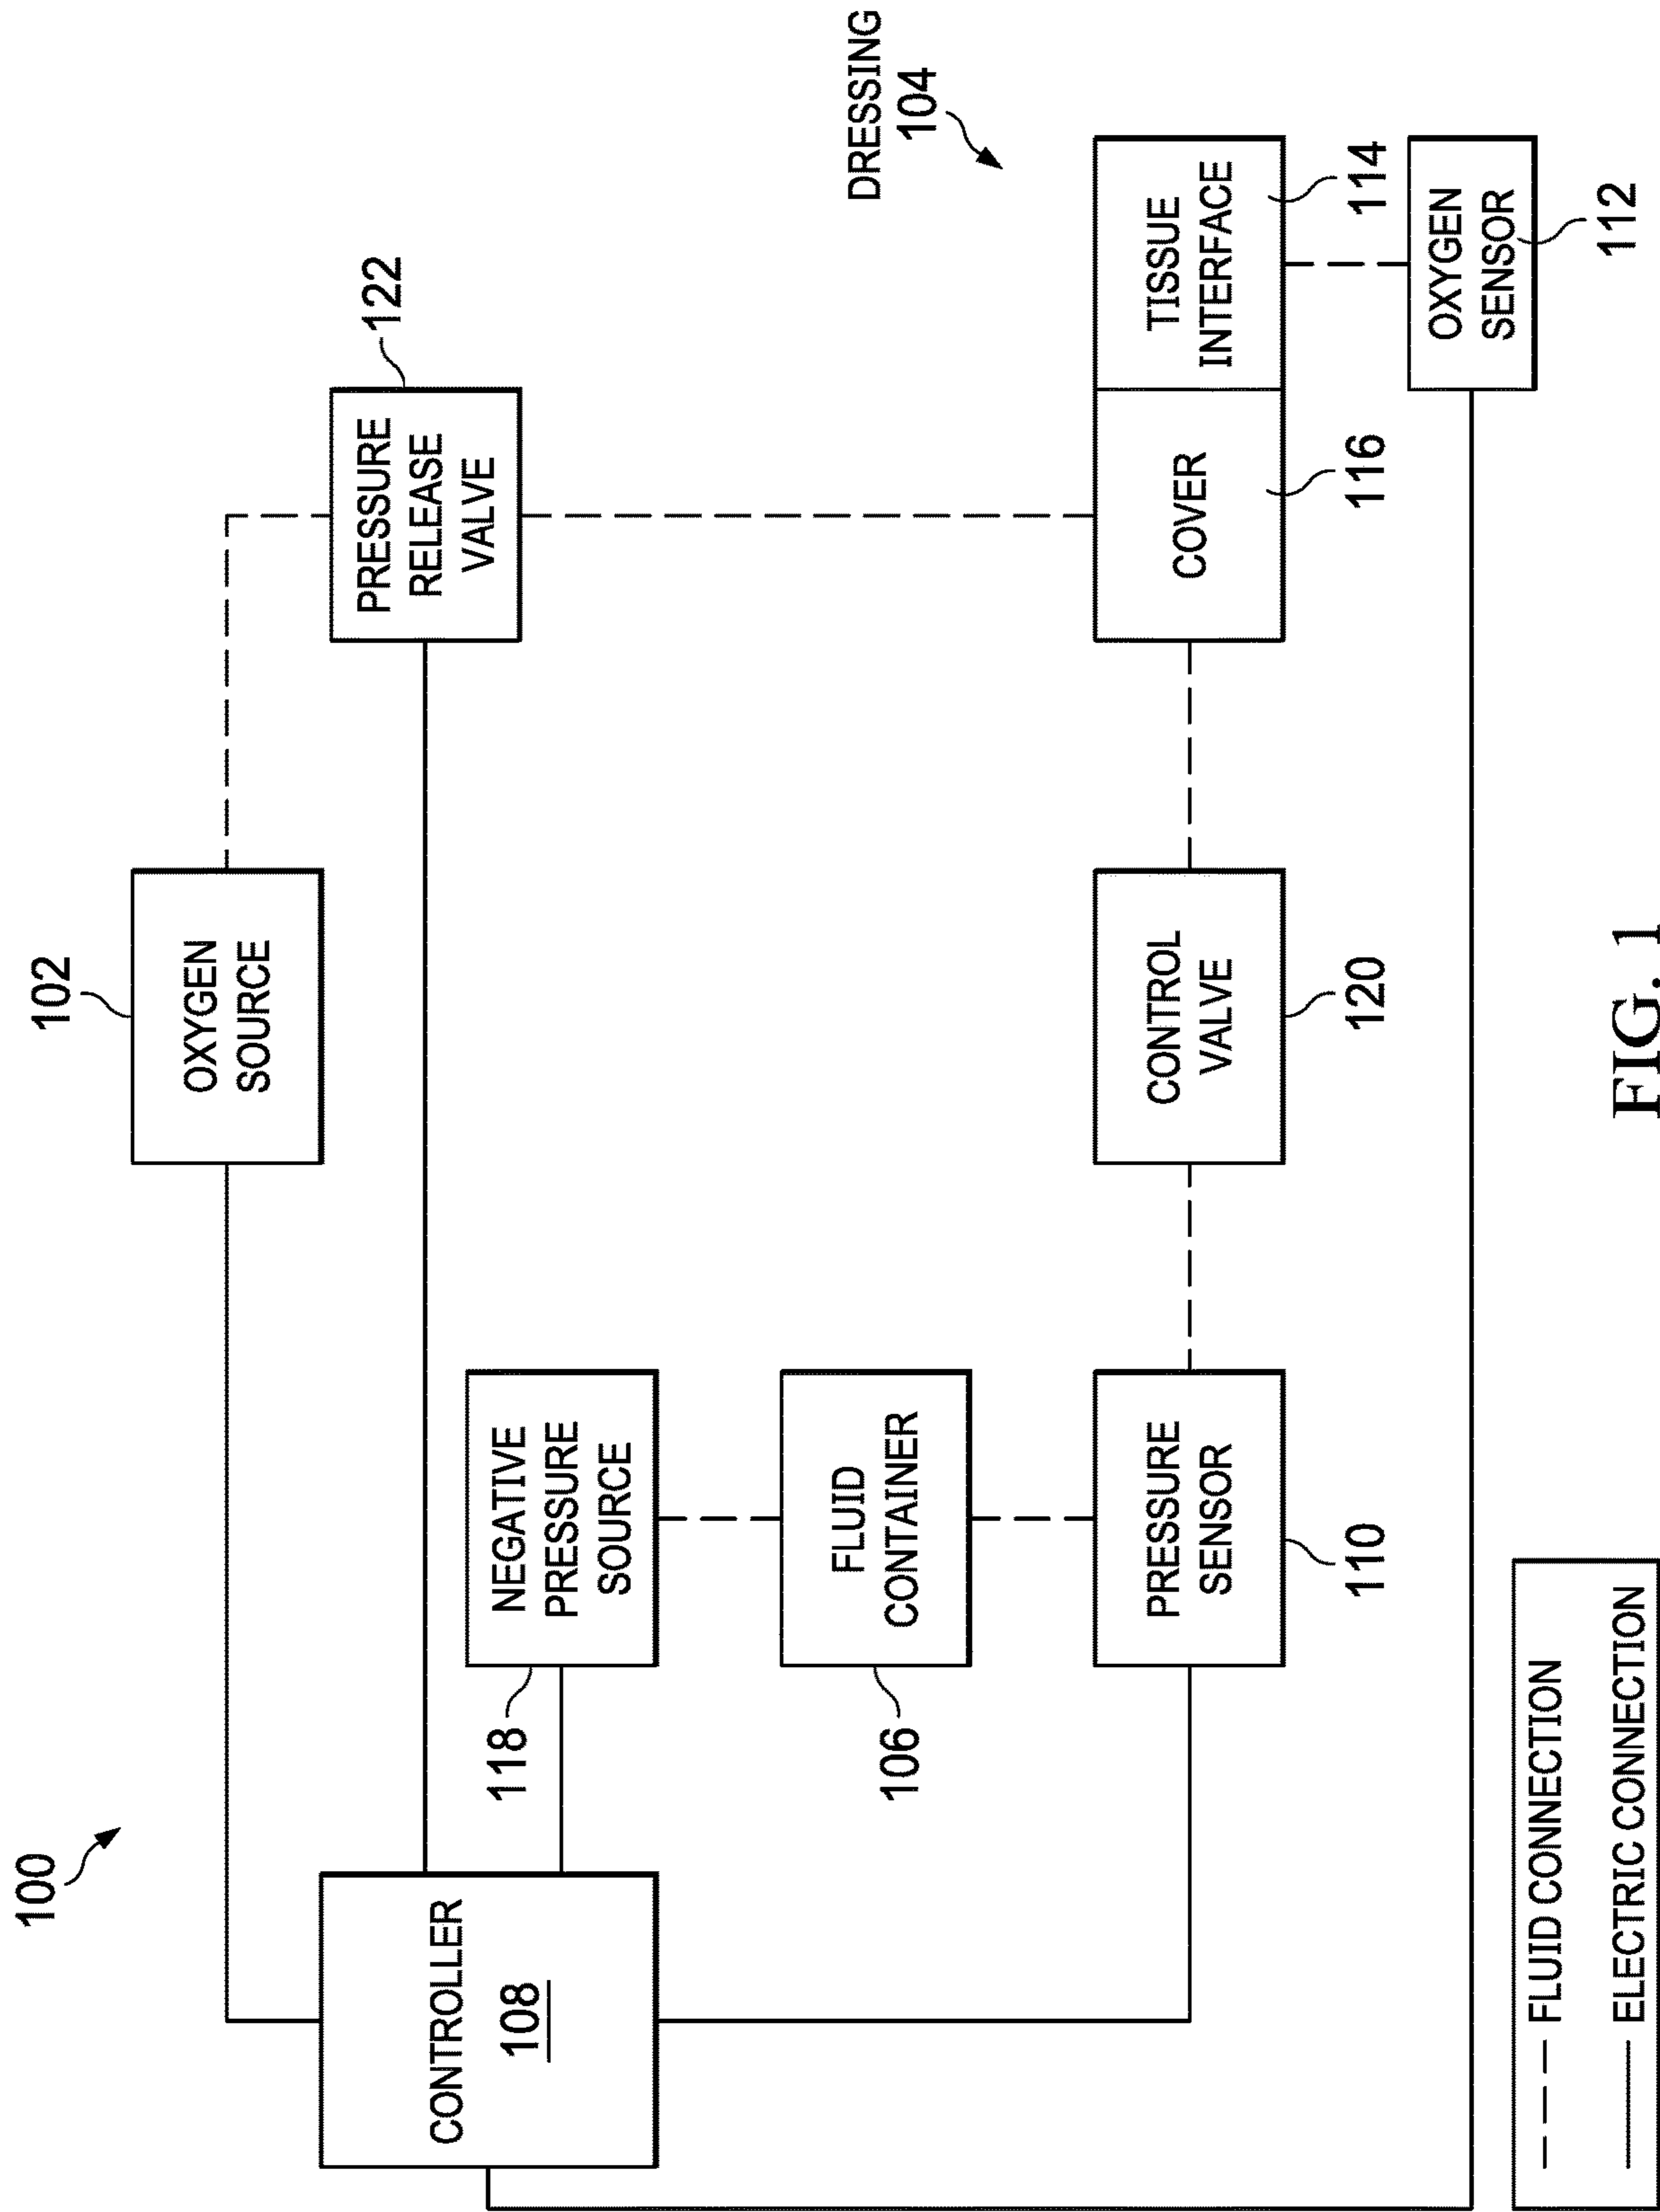 100
102
OXYGEN
SOURCE
122
PRESSURE
RELEASE
VALVE
DRESSING
104
CONTROLLER
108
118
NEGATIVE
PRESSURE
SOURCE
106
FLUID
CONTAINER
PRESSURE
SENSOR
110
CONTROL
VALVE
120
COVER
116
TISSUE
INTERFACE
114
OXYGEN
SENSOR
112
FLUID CONNECTION
ELECTRIC CONNECTION
FIG. 1